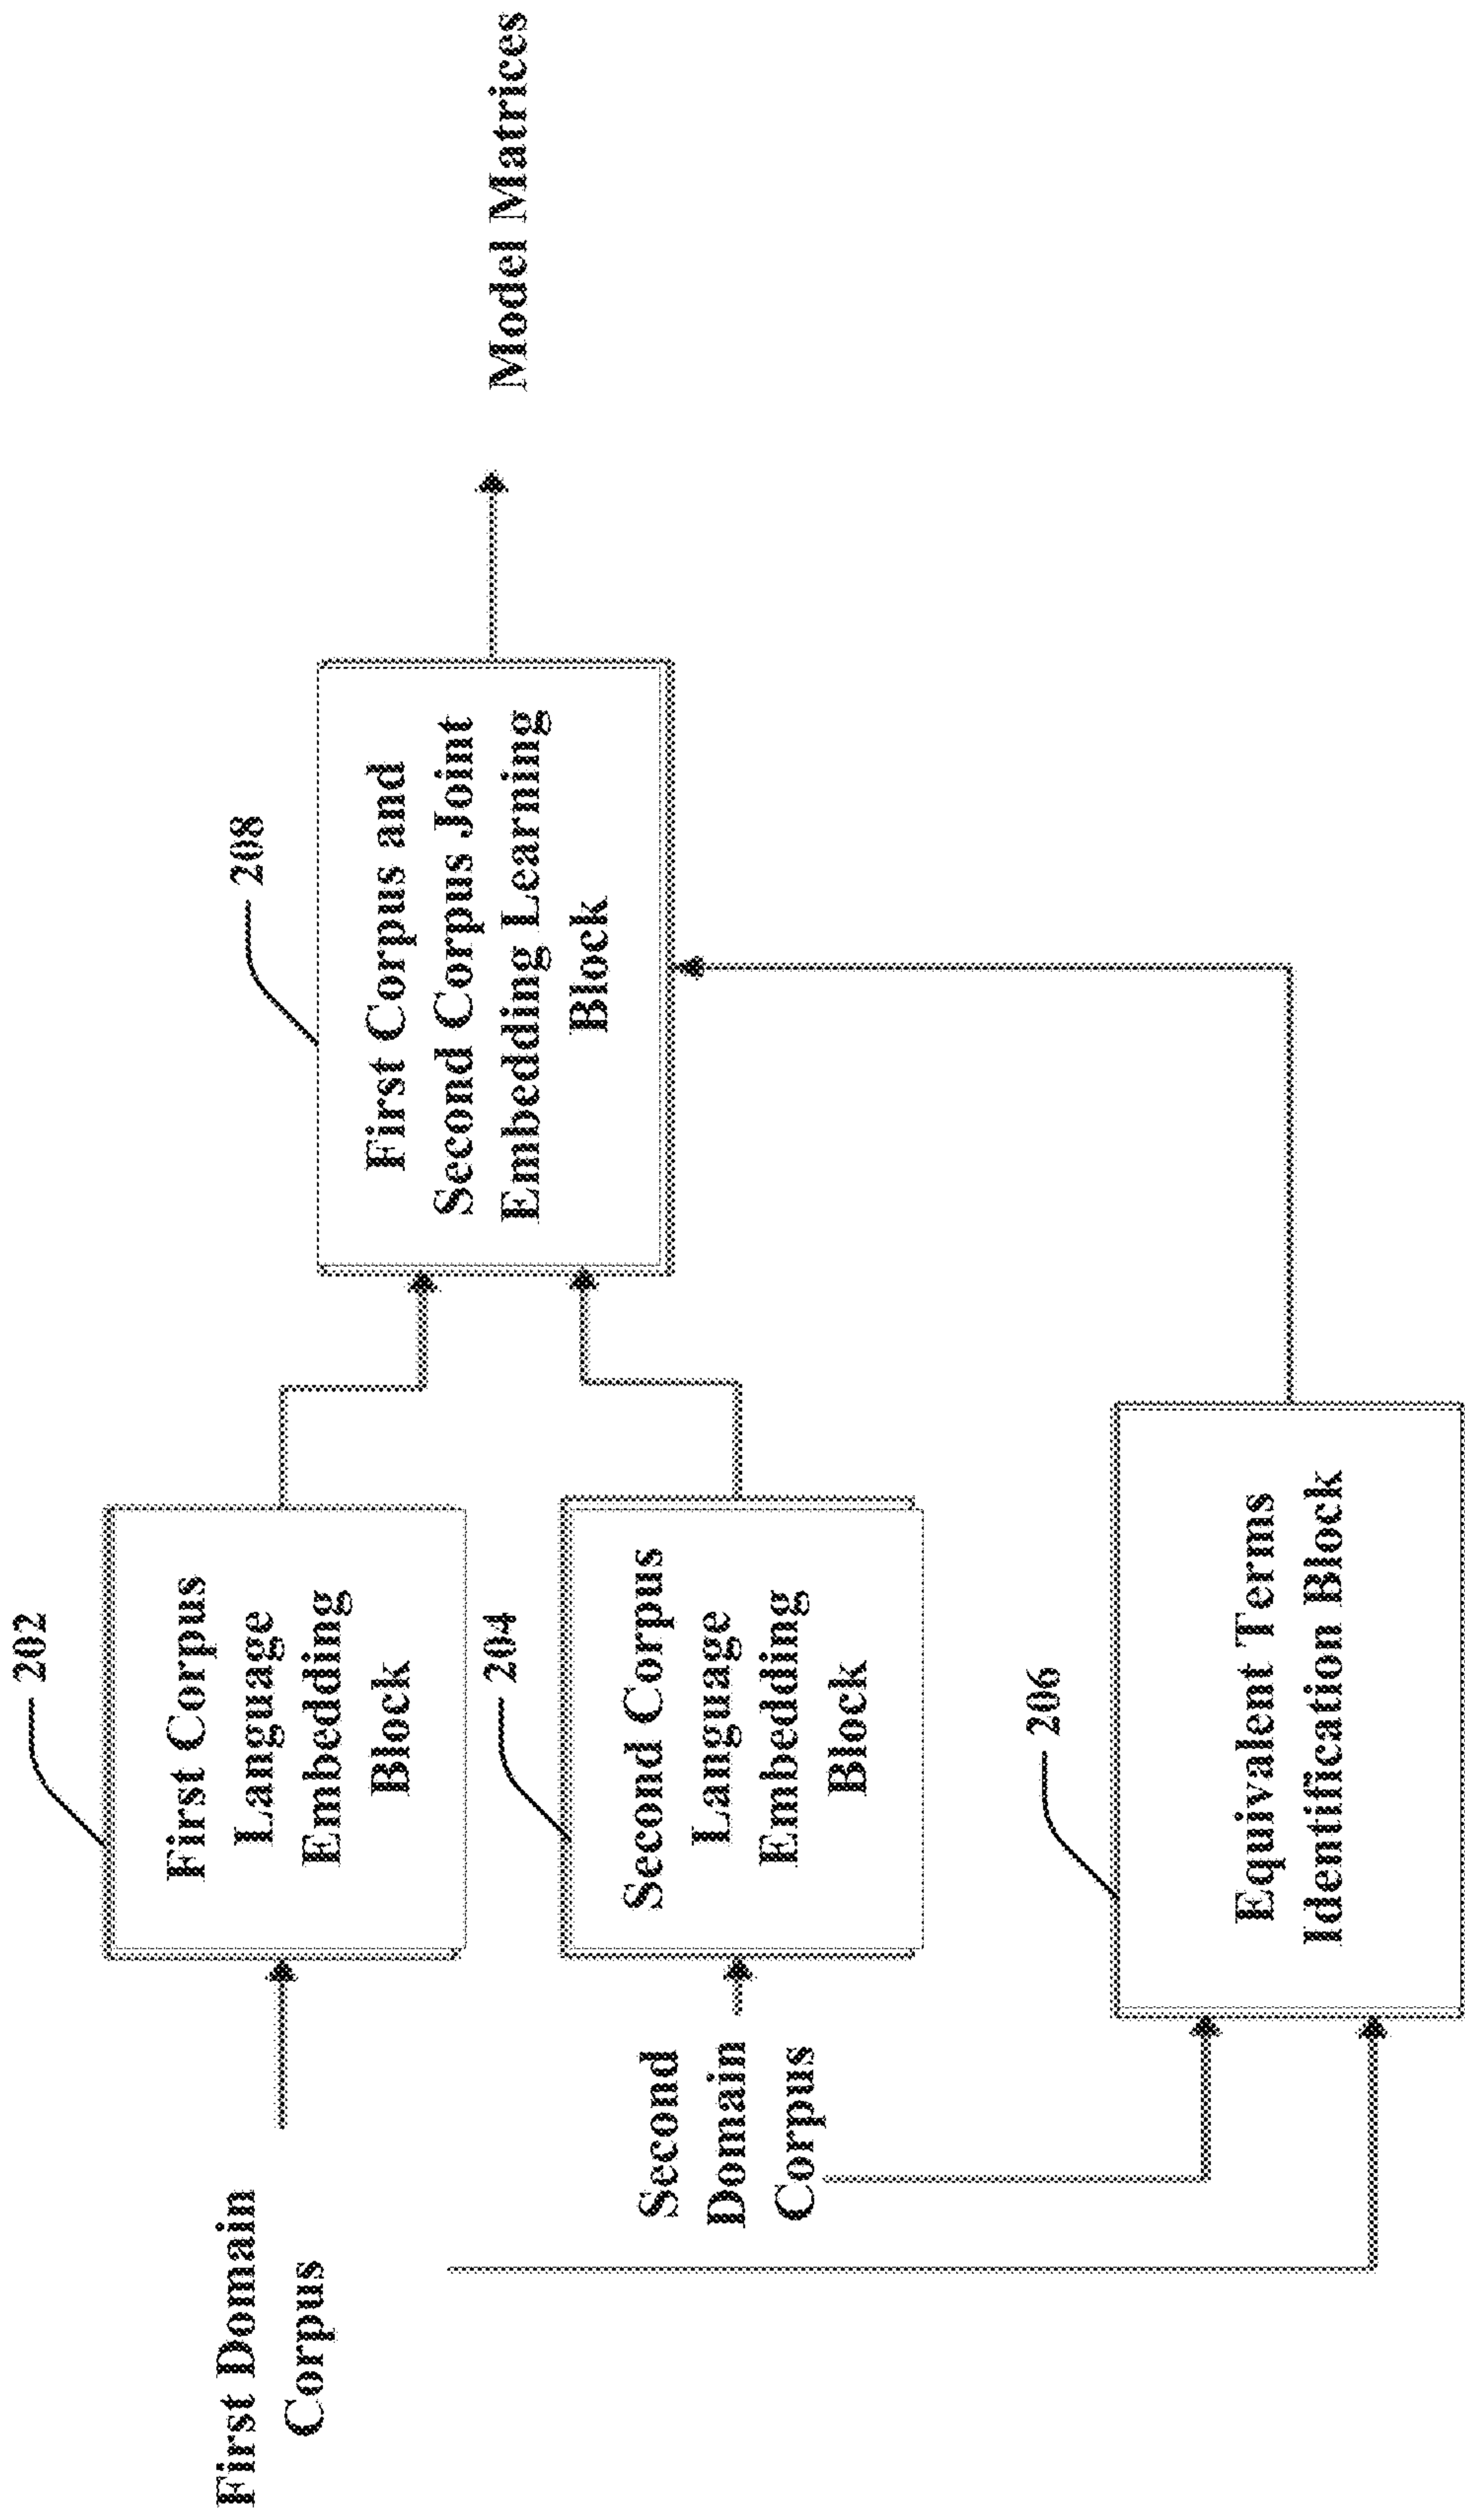 First Domain
Corpus
202
First Corpus
Language
Embedding
Block
Second
Domain
Corpus
204
Second Corpus
Language
Embedding
Block
206
Equivalent Terms
Identification Block
208
First Corpus and
Second Corpus Joint
Embedding Learning
Block
Model Matrices